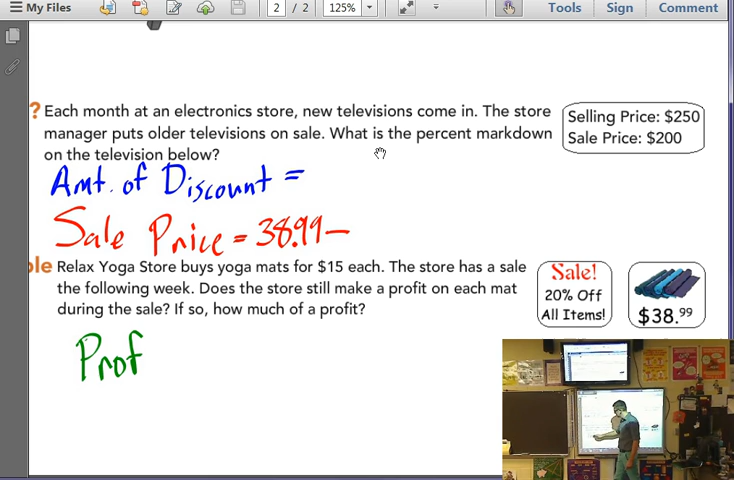 My Files
2 / 2
125%
Tools
Sign
Comment
? Each month at an electronics store, new televisions come in. The store
manager puts older televisions on sale. What is the percent markdown
on the television below?
Selling Price: $250
Sale Price: $200
Amt. of Discount =
Sale Price = 38.99 –
ple Relax Yoga Store buys yoga mats for $15 each. The store has a sale
the following week. Does the store still make a profit on each mat
during the sale? If so, how much of a profit?
Sale!
20% Off
All Items!
$38.99
Prof